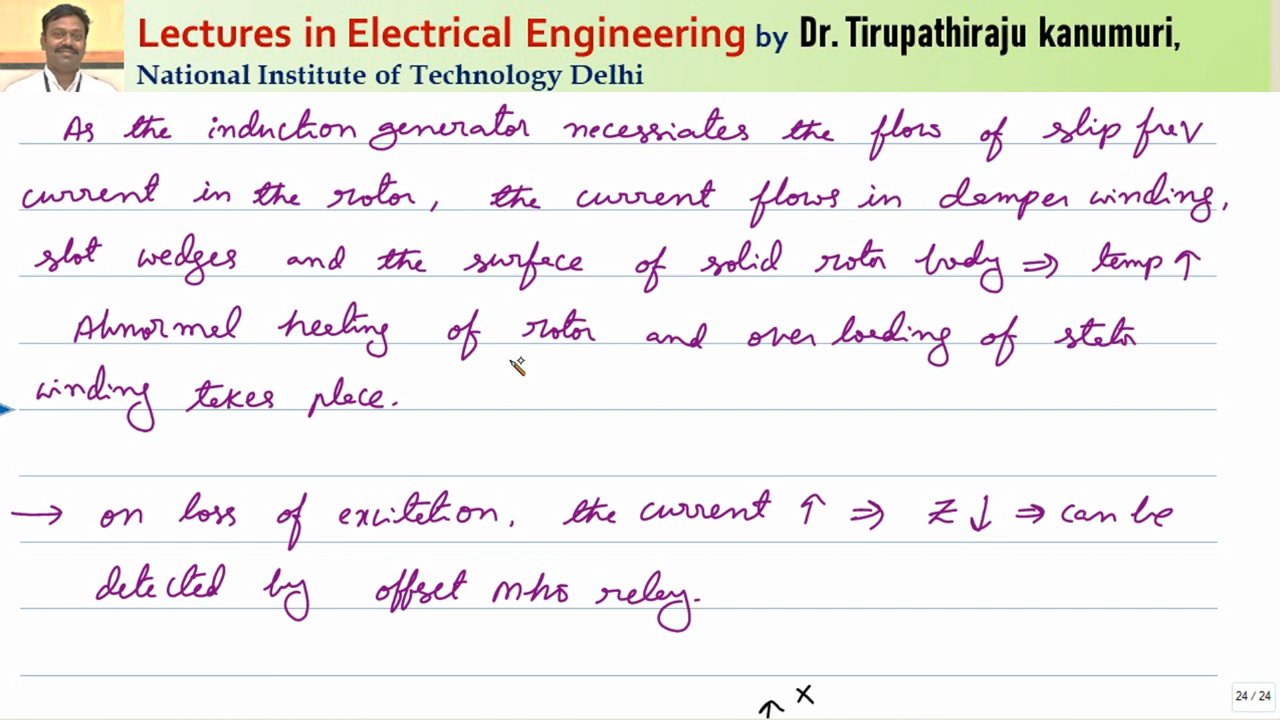 Lectures in Electrical Engineering by Dr. Tirupathiraju kanumuri,
National Institute of Technology Delhi
As the induction generator necessiates the flow of slip frev
current in the rotor, the current flows in damper winding,
slot wedges and the surface of solid rotor body ⇒ temp ↑
Abnormal heating of rotor and over loading of stator
winding takes place.
→ on loss of excitation, the current ↑ ⇒ Z ↓ ⇒ can be
detected by offset mho relay.
↑ X
24 / 24